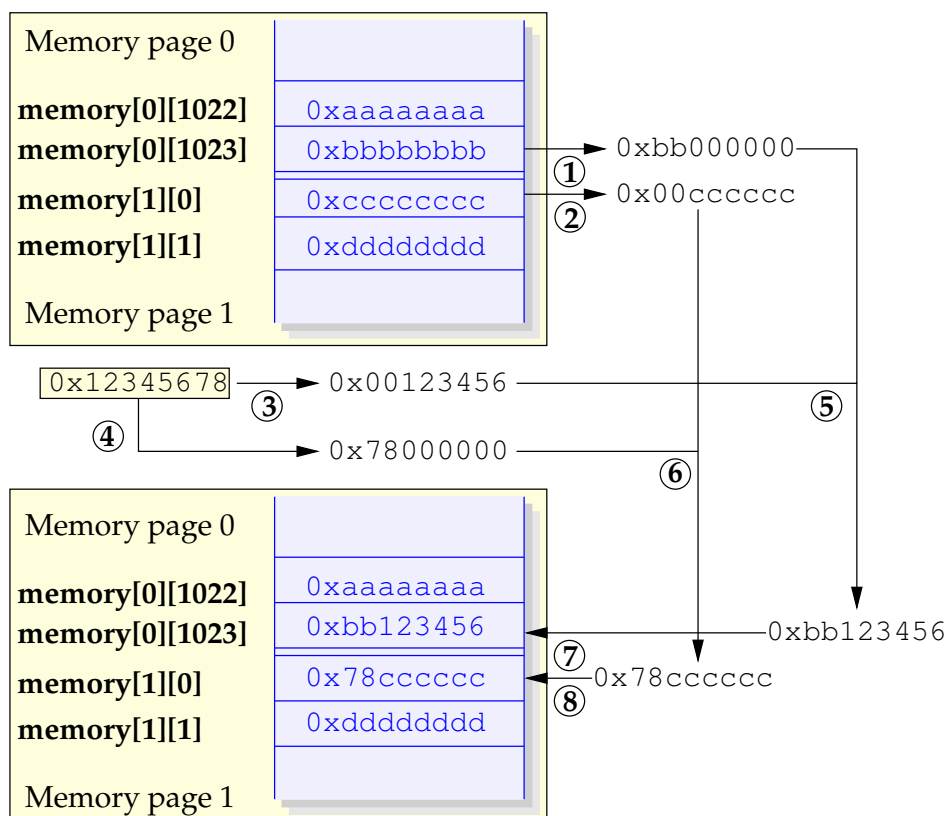 Memory page 0
memory[0][1022] 0xaaaaaaaa
memory[0][1023] 0xbbbbbbbb 1 0xbb000000
memory[1][0] 0xcccccccc 2 0x00cccccc
memory[1][1] 0xdddddddd
Memory page 1
0x12345678 3 0x00123456 5
4 0x78000000 6
Memory page 0
memory[0][1022] 0xaaaaaaaa
memory[0][1023] 0xbb123456 7 0xbb123456
memory[1][0] 0x78cccccc 8 0x78cccccc
memory[1][1] 0xdddddddd
Memory page 1